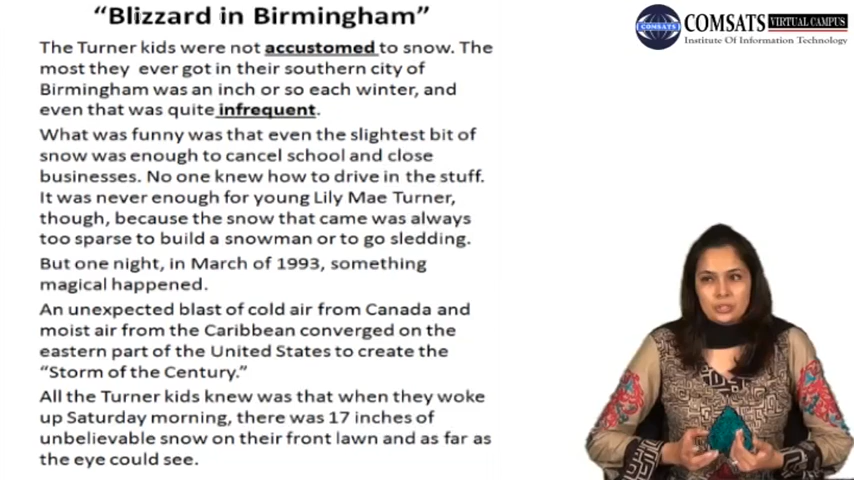 “Blizzard in Birmingham”
The Turner kids were not accustomed to snow. The
most they ever got in their southern city of
Birmingham was an inch or so each winter, and
even that was quite infrequent.
What was funny was that even the slightest bit of
snow was enough to cancel school and close
businesses. No one knew how to drive in the stuff.
It was never enough for young Lily Mae Turner,
though, because the snow that came was always
too sparse to build a snowman or to go sledding.
But one night, in March of 1993, something
magical happened.
An unexpected blast of cold air from Canada and
moist air from the Caribbean converged on the
eastern part of the United States to create the
“Storm of the Century.”
All the Turner kids knew was that when they woke
up Saturday morning, there was 17 inches of
unbelievable snow on their front lawn and as far as
the eye could see.
COMSATS
COMSATS VIRTUAL CAMPUS
Institute Of Information Technology